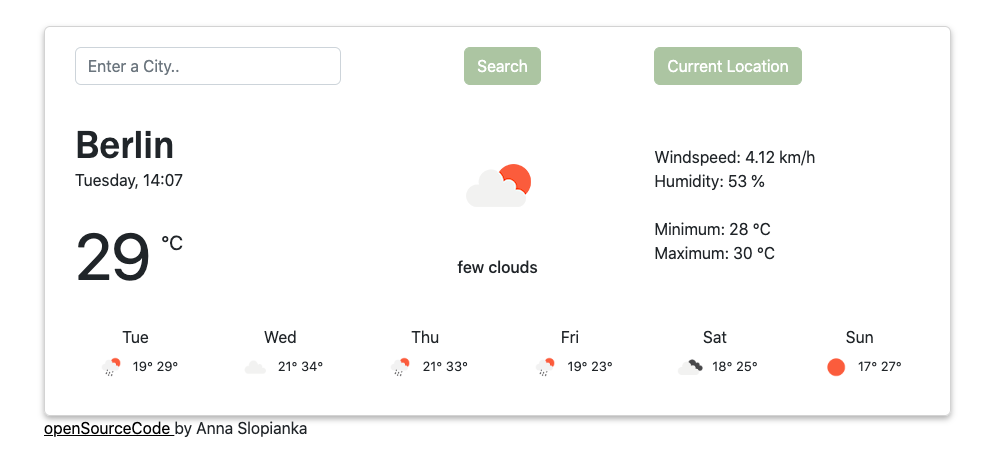 Enter a City..
Search
Current Location
Berlin
Tuesday, 14:07
29 °C
few clouds
Windspeed: 4.12 km/h
Humidity: 53 %
Minimum: 28 °C
Maximum: 30 °C
Tue Wed Thu Fri Sat Sun
19° 29° 21° 34° 21° 33° 19° 23° 18° 25° 17° 27°
openSourceCode by Anna Slopianka